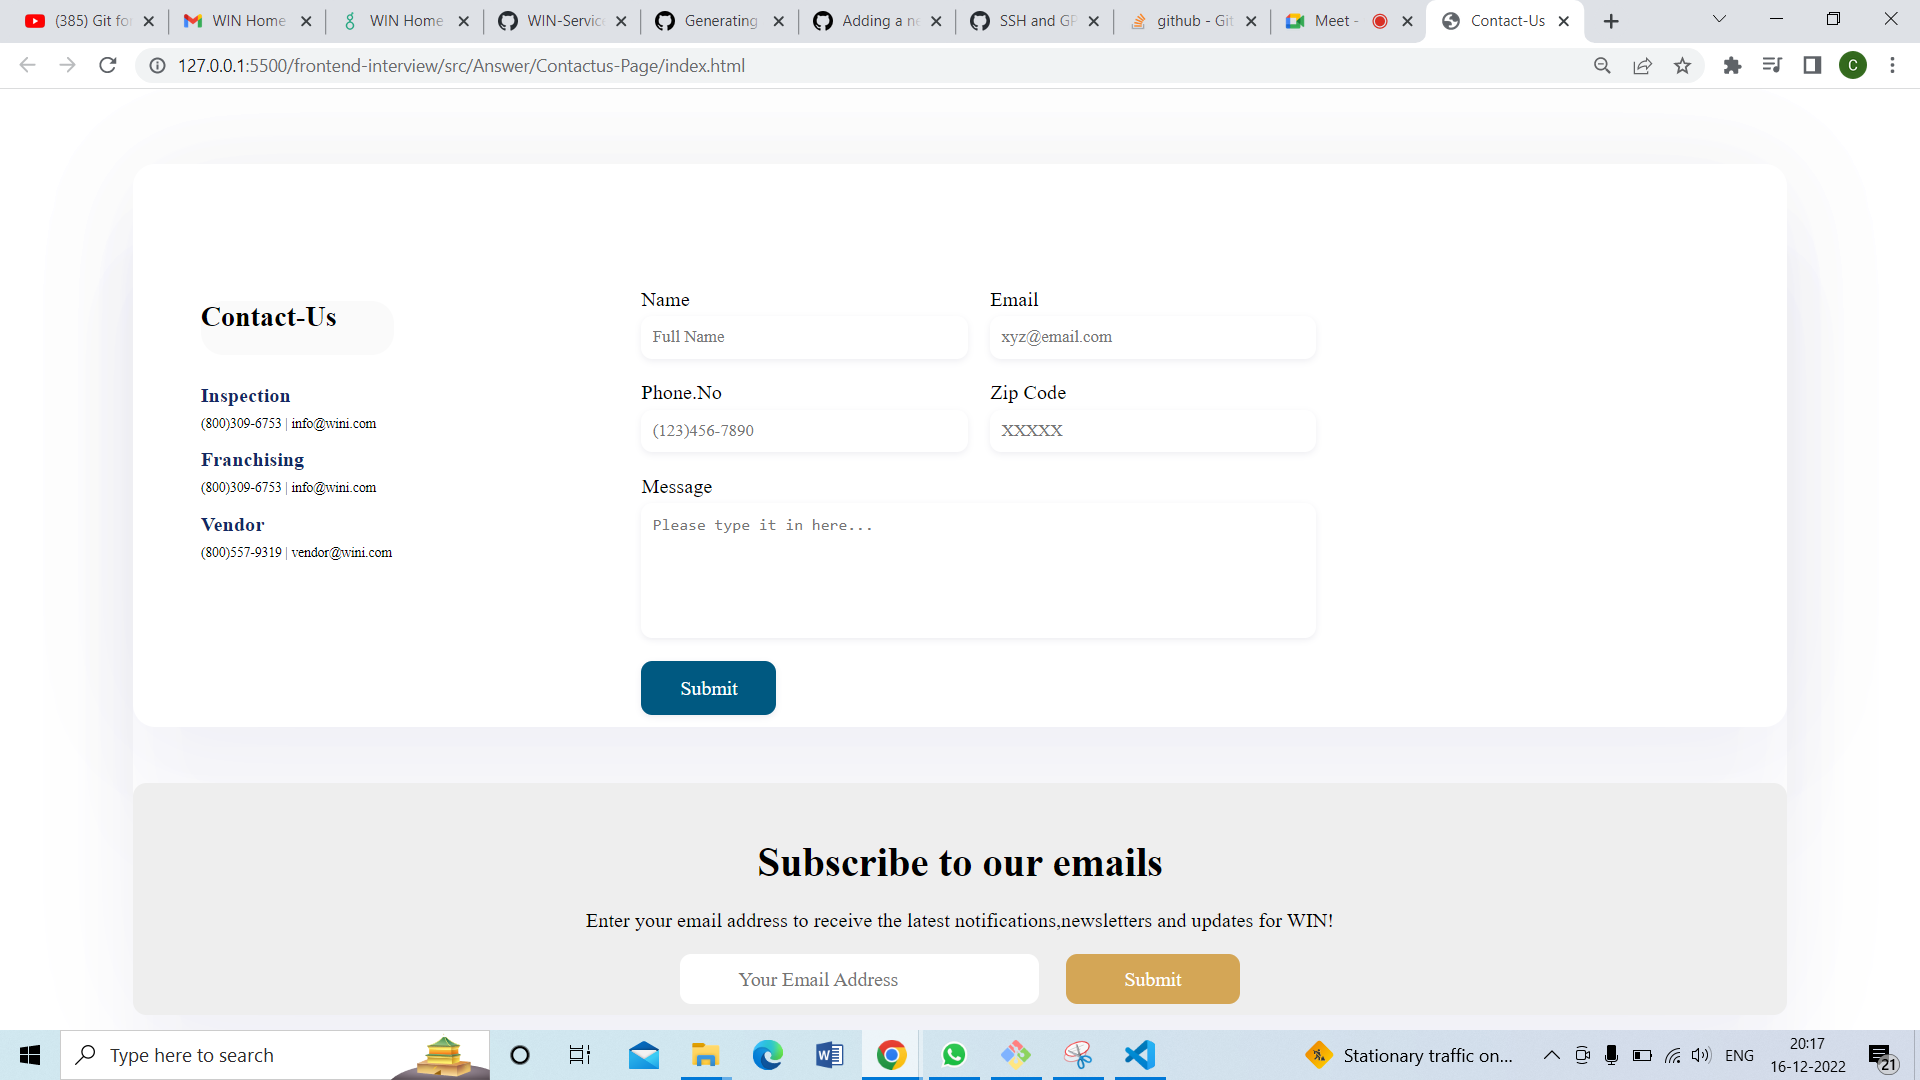 (385) Git for
WIN Home
WIN Home
WIN-Service
Generating
Adding a ne
SSH and GP
github - Git
Meet -
Contact-Us
127.0.0.1:5500/frontend-interview/src/Answer/Contactus-Page/index.html
C
Contact-Us
Inspection
(800)309-6753 | info@wini.com
Franchising
(800)309-6753 | info@wini.com
Vendor
(800)557-9319 | vendor@wini.com
Name
Email
Full Name
xyz@email.com
Phone.No
Zip Code
(123)456-7890
XXXXX
Message
Please type it in here...
Submit
Subscribe to our emails
Enter your email address to receive the latest notifications,newsletters and updates for WIN!
Your Email Address
Submit
Type here to search
Stationary traffic on...
ENG
20:17
16-12-2022
21